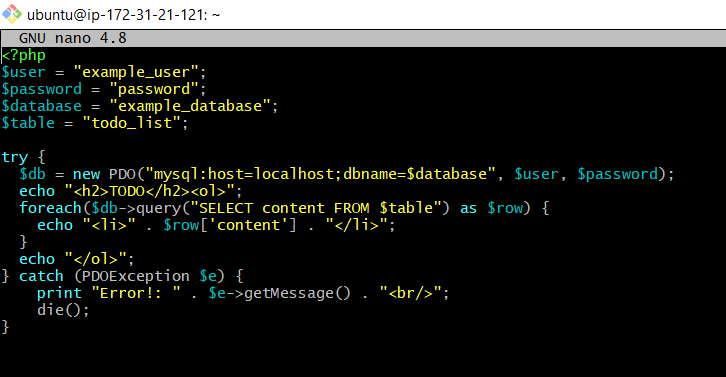 ubuntu@ip-172-31-21-121: ~
GNU nano 4.8
<?php
$user = "example_user";
$password = "password";
$database = "example_database";
$table = "todo_list";

try {
  $db = new PDO("mysql:host=localhost;dbname=$database", $user, $password);
  echo "<h2>TODO</h2><ol>";
  foreach($db->query("SELECT content FROM $table") as $row) {
    echo "<li>" . $row['content'] . "</li>";
  }
  echo "</ol>";
} catch (PDOException $e) {
    print "Error!: " . $e->getMessage() . "<br/>";
    die();
}